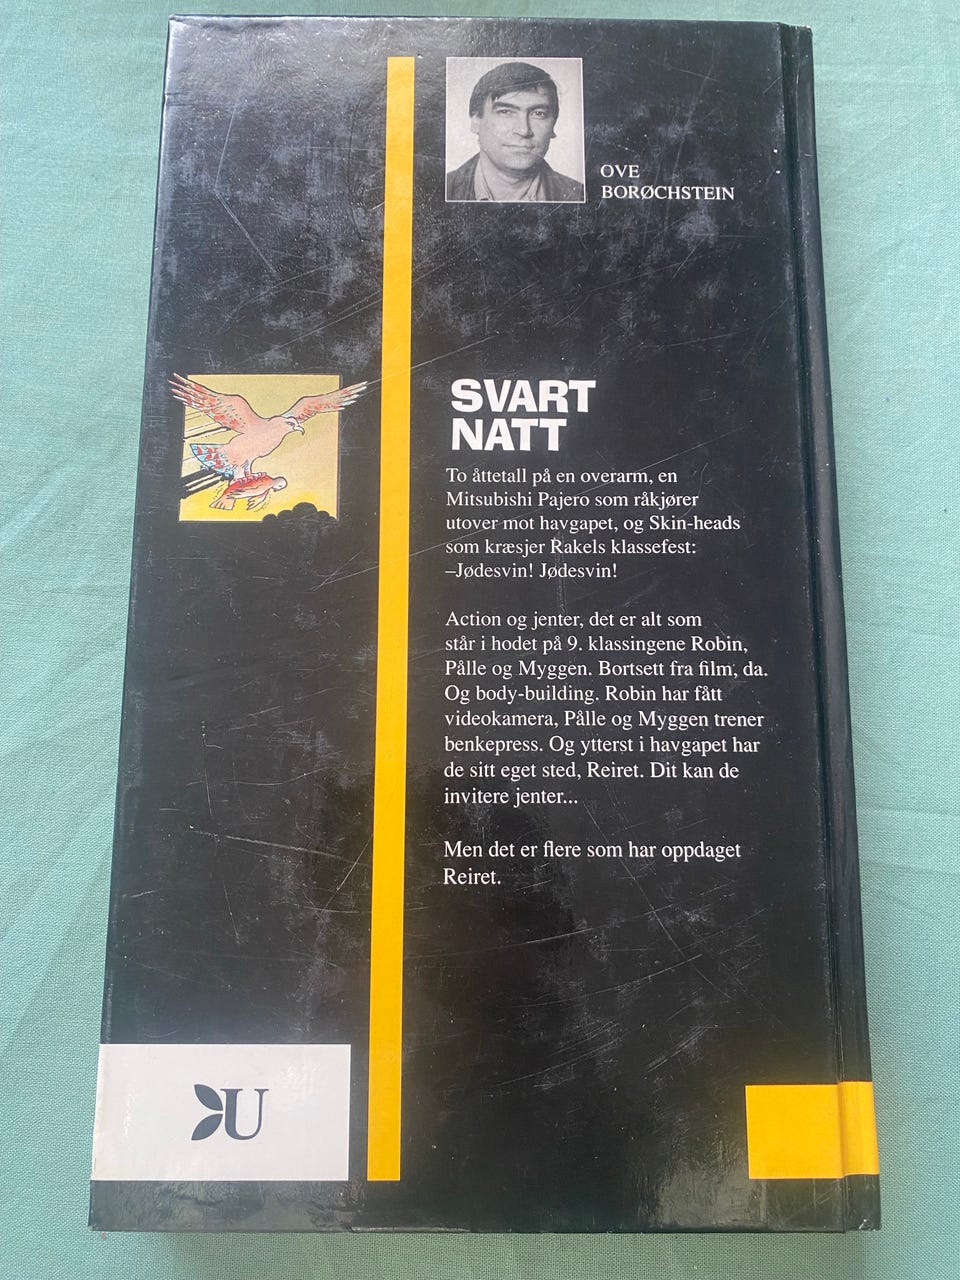 OVE
BORØCHSTEIN
SVART
NATT
To åttetall på en overarm, en
Mitsubishi Pajero som råkjører
utover mot havgapet, og Skin-heads
som kræsjer Rakels klassefest:
–Jødesvin! Jødesvin!
Action og jenter, det er alt som
står i hodet på 9. klassingene Robin,
Pålle og Myggen. Bortsett fra film, da.
Og body-building. Robin har fått
videokamera, Pålle og Myggen trener
benkepress. Og ytterst i havgapet har
de sitt eget sted, Reiret. Dit kan de
invitere jenter...
Men det er flere som har oppdaget
Reiret.
U